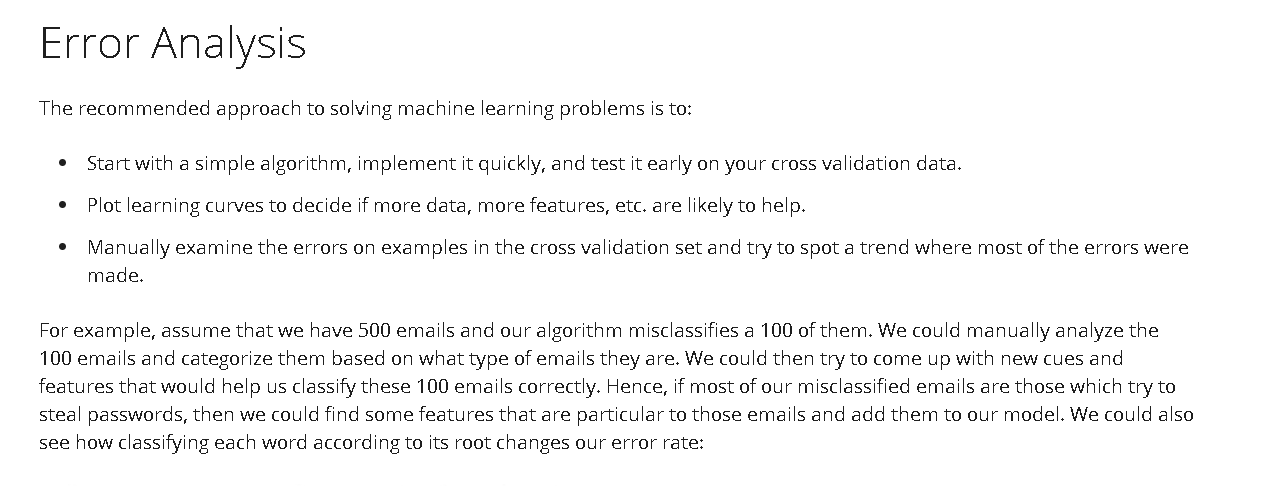 Error Analysis
The recommended approach to solving machine learning problems is to:
• Start with a simple algorithm, implement it quickly, and test it early on your cross validation data.
• Plot learning curves to decide if more data, more features, etc. are likely to help.
• Manually examine the errors on examples in the cross validation set and try to spot a trend where most of the errors were
made.
For example, assume that we have 500 emails and our algorithm misclassifies a 100 of them. We could manually analyze the
100 emails and categorize them based on what type of emails they are. We could then try to come up with new cues and
features that would help us classify these 100 emails correctly. Hence, if most of our misclassified emails are those which try to
steal passwords, then we could find some features that are particular to those emails and add them to our model. We could also
see how classifying each word according to its root changes our error rate: